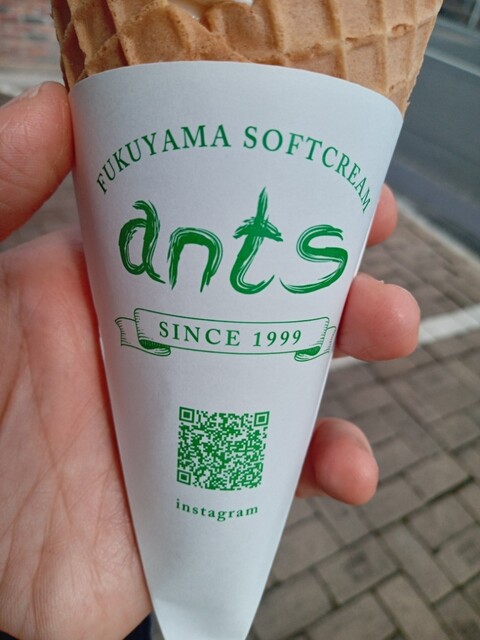 FUKUYAMA SOFTCREAM
ants
SINCE 1999
instagram